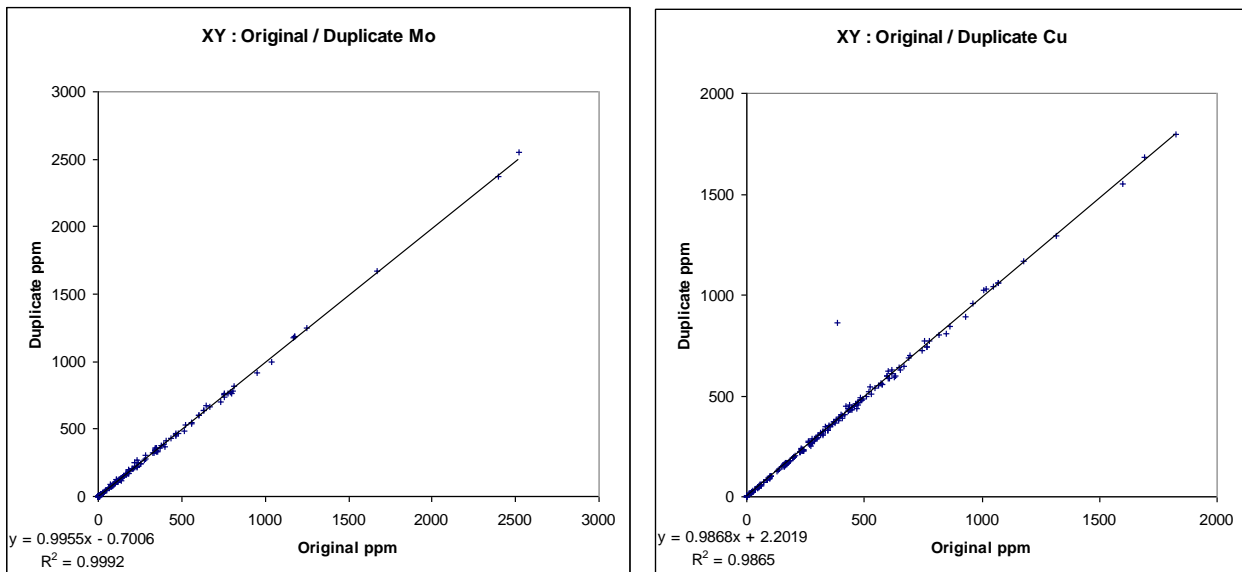 XY : Original / Duplicate Mo
3000
2500
2000
1500
1000
500
0
Duplicate ppm
0 500 1000 1500 2000 2500 3000
Original ppm
y = 0.9955x - 0.7006
R² = 0.9992
XY : Original / Duplicate Cu
2000
1500
1000
500
0
Duplicate ppm
0 500 1000 1500 2000
Original ppm
y = 0.9868x + 2.2019
R² = 0.9865